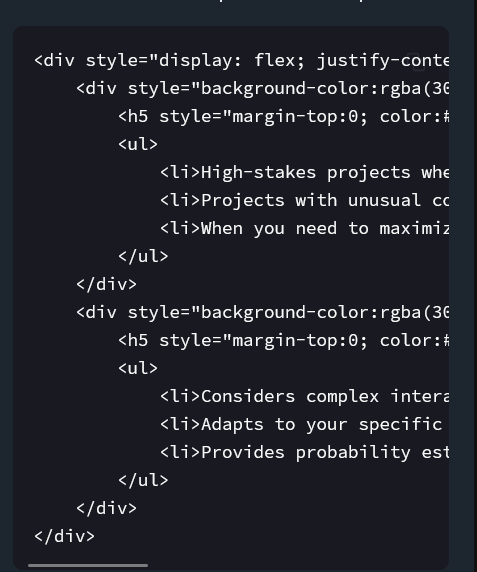 <div style="display: flex; justify-conte
<div style="background-color:rgba(30
<h5 style="margin-top:0; color:#
<ul>
<li>High-stakes projects whe
<li>Projects with unusual co
<li>When you need to maximiz
</ul>
</div>
<div style="background-color:rgba(30
<h5 style="margin-top:0; color:#
<ul>
<li>Considers complex intera
<li>Adapts to your specific
<li>Provides probability est
</ul>
</div>
</div>